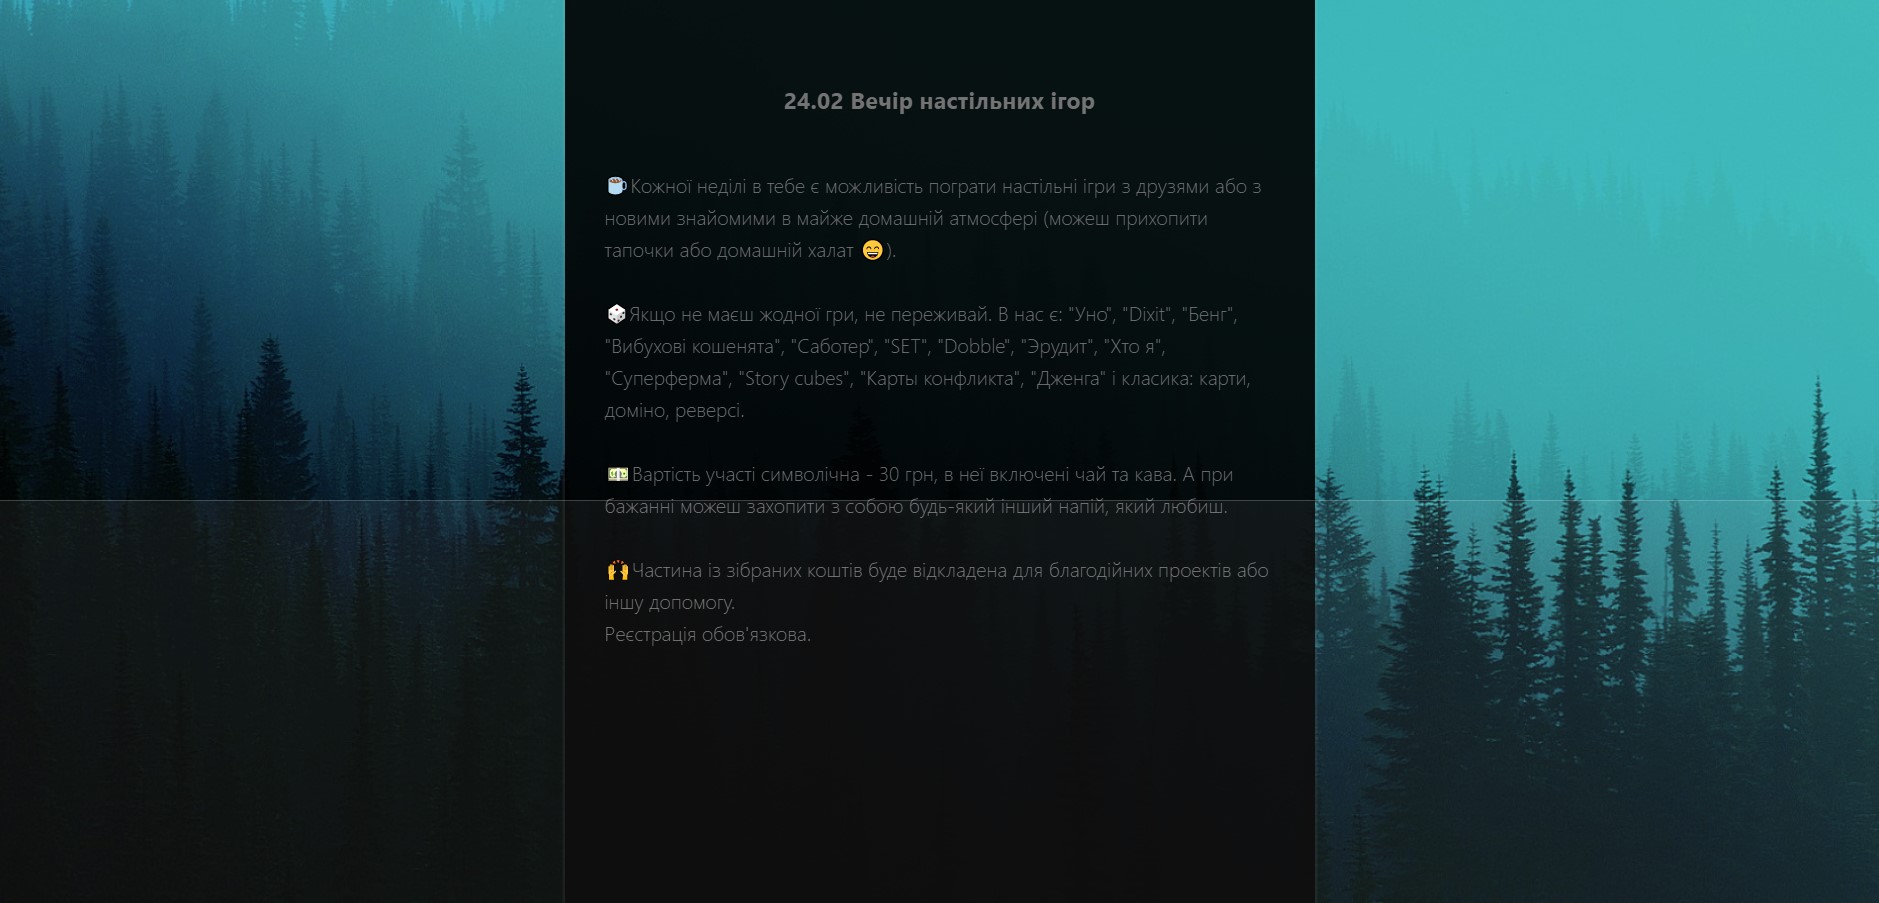 24.02 Вечір настільних ігор
☕Кожної неділі в тебе є можливість пограти настільні ігри з друзями або з
новими знайомими в майже домашній атмосфері (можеш прихопити
тапочки або домашній халат 😄).
🎲Якщо не маєш жодної гри, не переживай. В нас є: "Уно", "Dixit", "Бенг",
"Вибухові кошенята", "Саботер", "SET", "Dobble", "Эрудит", "Хто я",
"Суперферма", "Story cubes", "Карты конфликта", "Дженга" і класика: карти,
доміно, реверсі.
💵Вартість участі символічна - 30 грн, в неї включені чай та кава. А при
бажанні можеш захопити з собою будь-який інший напій, який любиш.
🙌Частина із зібраних коштів буде відкладена для благодійних проектів або
іншу допомогу.
Реєстрація обов'язкова.